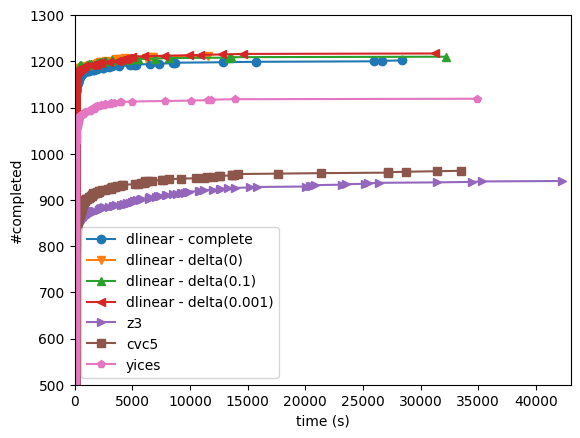 1300
1200
1100
1000
900
800
700
600
500
#completed
dlinear - complete
dlinear - delta(0)
dlinear - delta(0.1)
dlinear - delta(0.001)
z3
cvc5
yices
0 5000 10000 15000 20000 25000 30000 35000 40000
time (s)